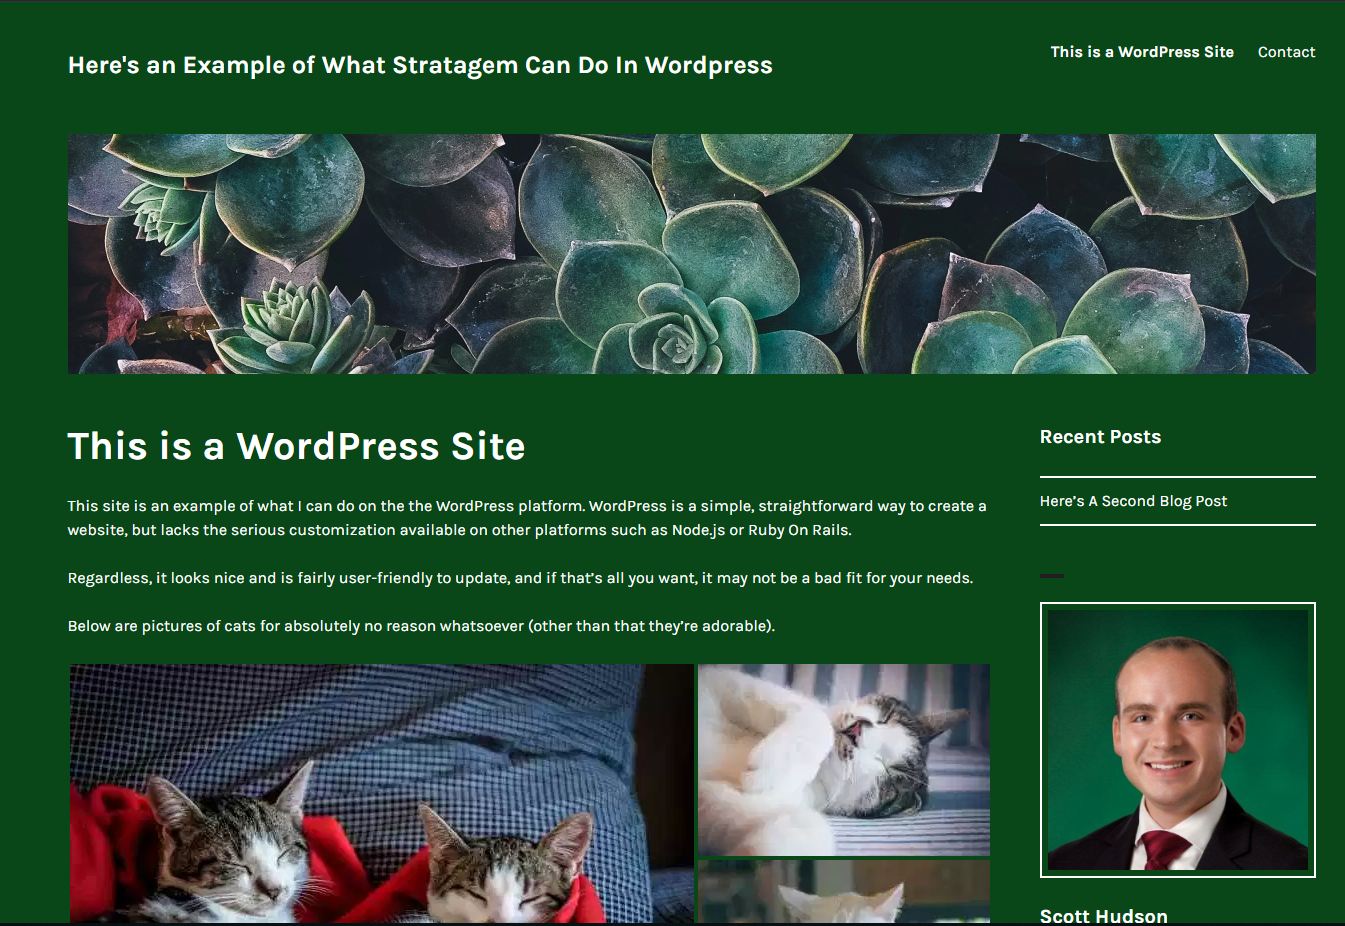 Here's an Example of What Stratagem Can Do In Wordpress
This is a WordPress Site
Contact
This is a WordPress Site
This site is an example of what I can do on the the WordPress platform. WordPress is a simple, straightforward way to create a
website, but lacks the serious customization available on other platforms such as Node.js or Ruby On Rails.
Regardless, it looks nice and is fairly user-friendly to update, and if that’s all you want, it may not be a bad fit for your needs.
Below are pictures of cats for absolutely no reason whatsoever (other than that they’re adorable).
Recent Posts
Here’s A Second Blog Post
Scott Hudson